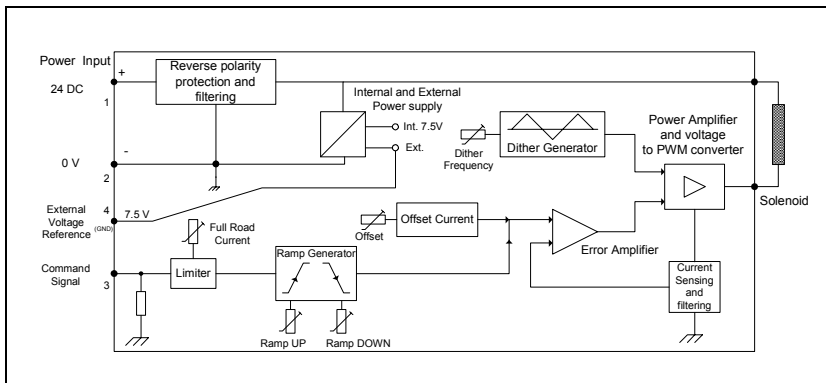 Power Input
+
24 DC
1
Reverse polarity
protection and
filtering
Internal and External
Power supply
Int. 7.5V
Ext.
-
0 V
2
Dither
Frequency
Dither Generator
Power Amplifier
and voltage
to PWM converter
Solenoid
4
7.5 V
External
Voltage
Reference
(GND)
Full Road
Current
Offset
Offset Current
Error Amplifier
Command
Signal
3
Limiter
Ramp Generator
Ramp UP
Ramp DOWN
Current
Sensing
and
filtering